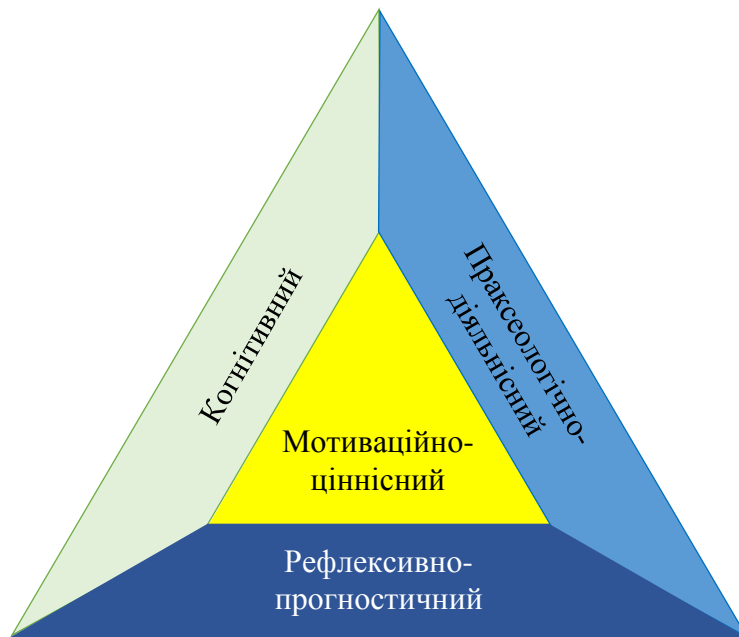 Когнітивний
Праксеологічно-
діяльнісний
Мотиваційно-
ціннісний
Рефлексивно-
прогностичний